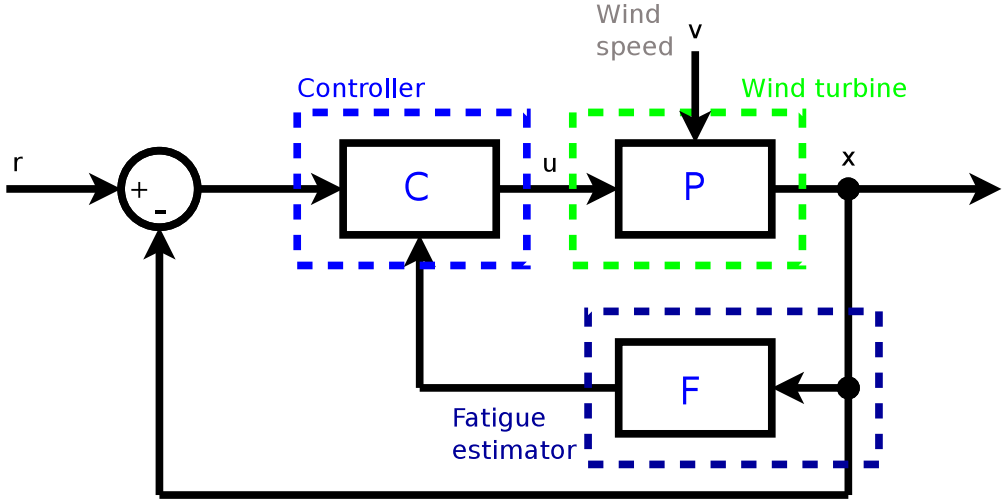 Wind
speed
v
Controller
Wind turbine
r
+
-
C
u
P
x
F
Fatigue
estimator